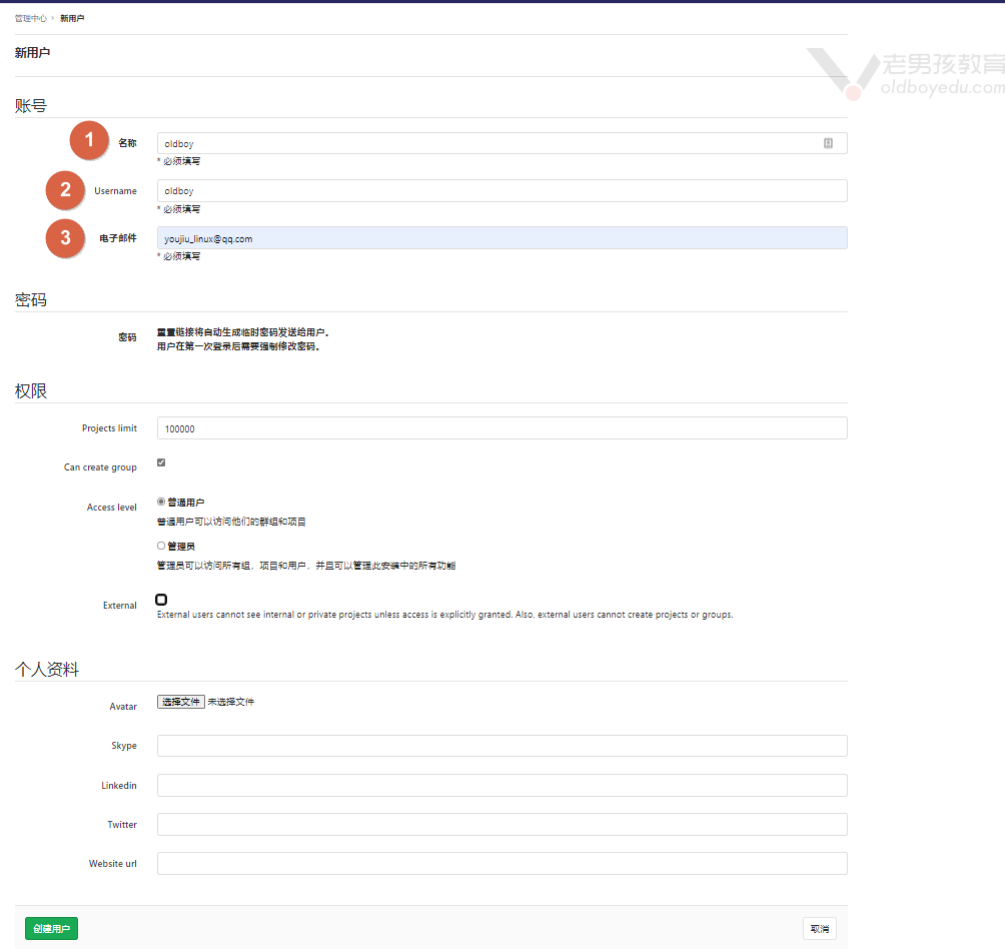 管理中心 › 新用户
新用户
老男孩教育
oldboyedu.com
账号
1 名称 oldboy
* 必须填写
2 Username oldboy
* 必须填写
3 电子邮件 youjiu_linux@qq.com
* 必须填写
密码
密码 重置链接将自动生成临时密码发送给用户。
用户在第一次登录后需要强制修改密码。
权限
Projects limit 100000
Can create group
Access level 普通用户
普通用户可以访问他们的群组和项目
管理员
管理员可以访问所有组，项目和用户，并且可以管理此安装中的所有功能
External
External users cannot see internal or private projects unless access is explicitly granted. Also, external users cannot create projects or groups.
个人资料
Avatar 选择文件 未选择文件
Skype
Linkedin
Twitter
Website url
创建用户 取消